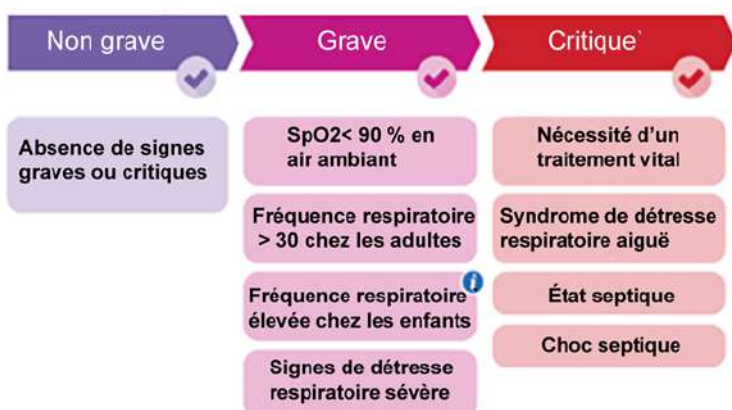 Non grave
Grave
Critique`
Absence de signes
graves ou critiques
SpO2< 90 % en
air ambiant
Fréquence respiratoire
> 30 chez les adultes
Fréquence respiratoire
élevée chez les enfants
i
Signes de détresse
respiratoire sévère
Nécessité d'un
traitement vital
Syndrome de détresse
respiratoire aiguë
État septique
Choc septique